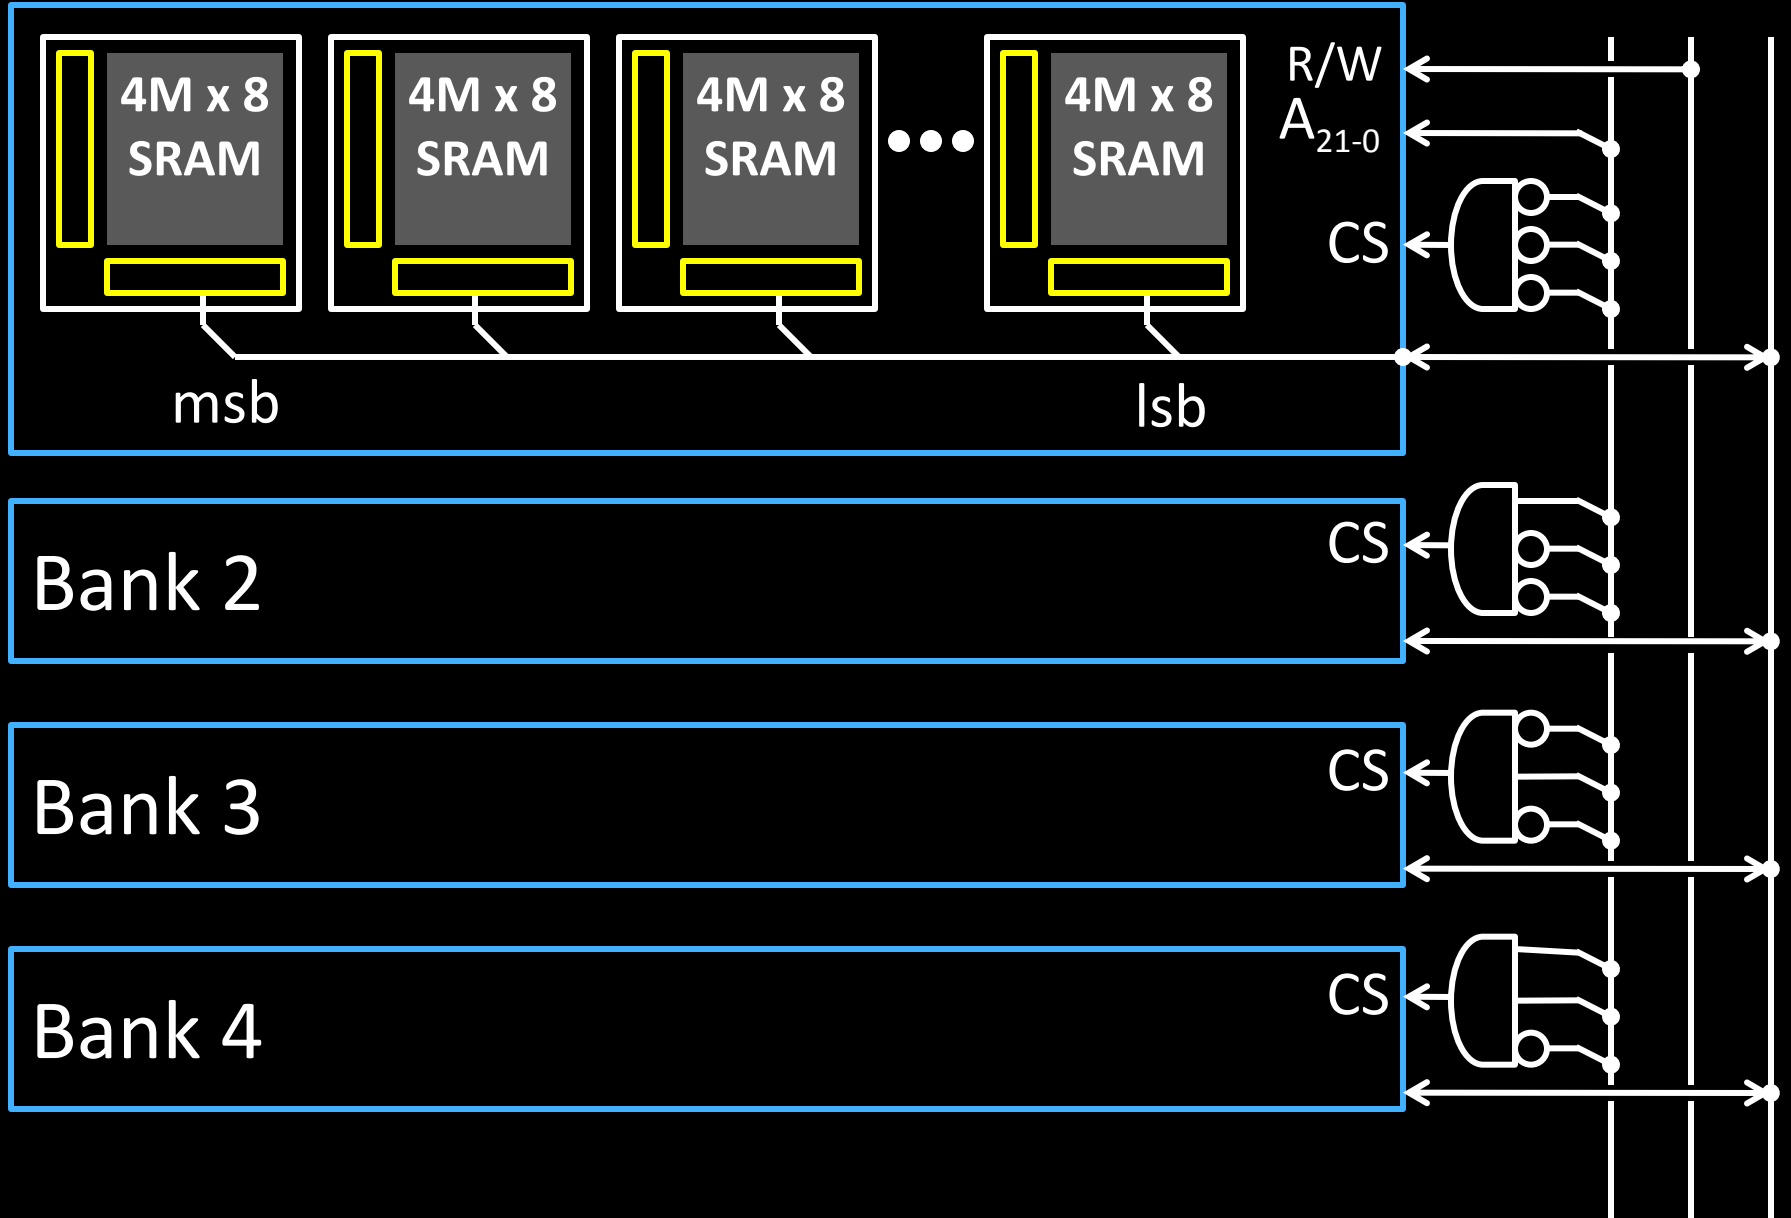 4M x 8
SRAM
4M x 8
SRAM
4M x 8
SRAM
4M x 8
SRAM
R/W
A21-0
CS
msb
lsb
Bank 2
CS
Bank 3
CS
Bank 4
CS